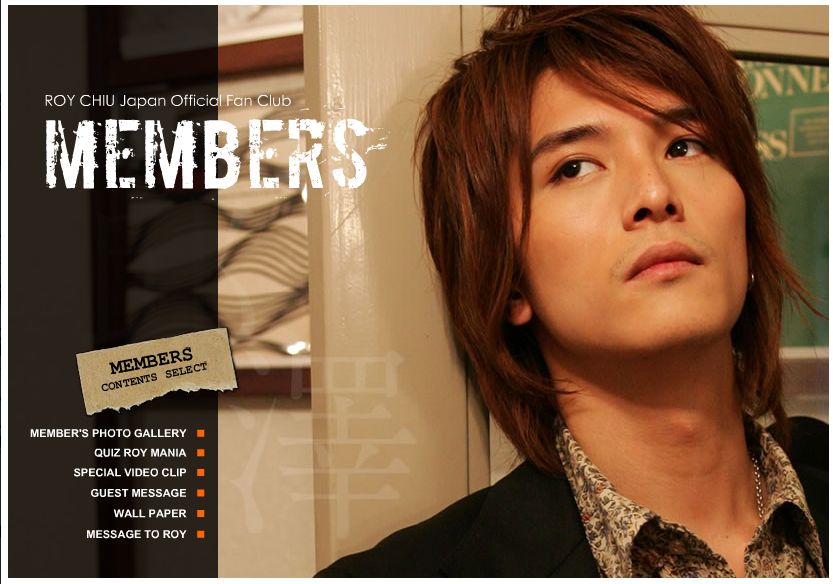 ROY CHIU Japan Official Fan Club
MEMBERS
MEMBERS
CONTENTS SELECT
MEMBER'S PHOTO GALLERY
QUIZ ROY MANIA
SPECIAL VIDEO CLIP
GUEST MESSAGE
WALL PAPER
MESSAGE TO ROY
澤